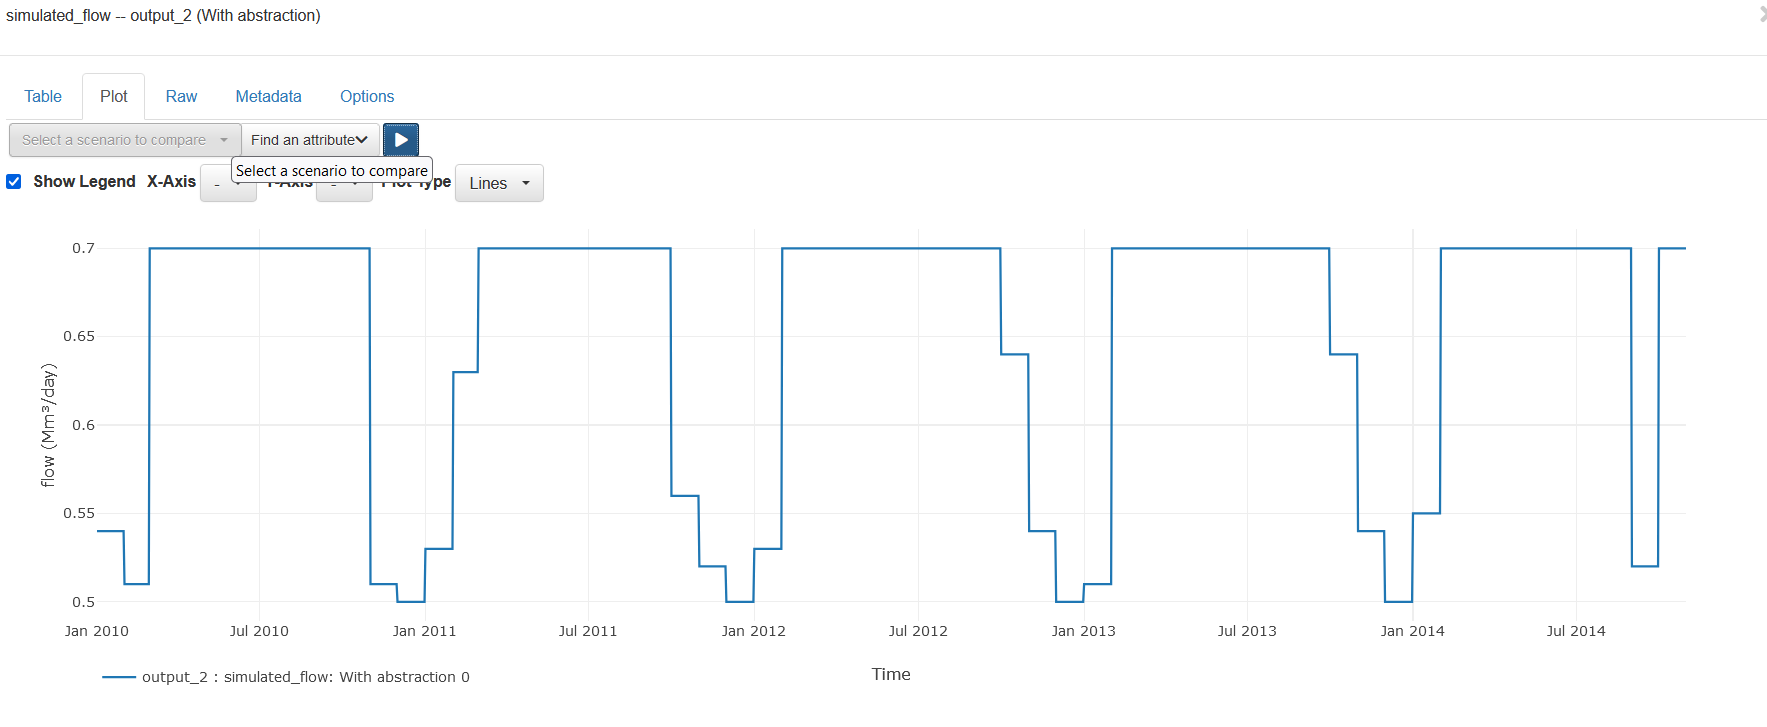 simulated_flow -- output_2 (With abstraction)
Table Plot Raw Metadata Options
Select a scenario to compare Find an attribute
Select a scenario to compare
Show Legend X-Axis - Y-Axis - Plot Type Lines
0.7
0.65
0.6
0.55
0.5
flow (Mm³/day)
Jan 2010 Jul 2010 Jan 2011 Jul 2011 Jan 2012 Jul 2012 Jan 2013 Jul 2013 Jan 2014 Jul 2014
Time
output_2 : simulated_flow: With abstraction 0